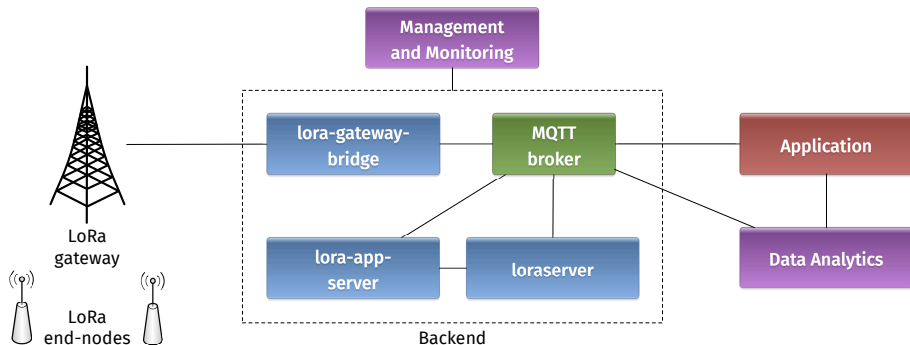 Management
and Monitoring
lora-gateway-
bridge
MQTT
broker
Application
LoRa
gateway
lora-app-
server
loraserver
Data Analytics
LoRa
end-nodes
Backend